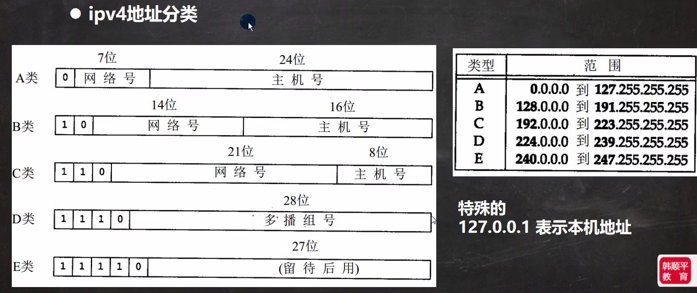 ● ipv4地址分类
7位 24位
A类 0 网络号 主机号
14位 16位
B类 1 0 网络号 主机号
21位 8位
C类 1 1 0 网络号 主机号
28位
D类 1 1 1 0 多播组号
27位
E类 1 1 1 1 0 (留待后用)
类型 范围
A 0.0.0.0 到 127.255.255.255
B 128.0.0.0 到 191.255.255.255
C 192.0.0.0 到 223.255.255.255
D 224.0.0.0 到 239.255.255.255
E 240.0.0.0 到 247.255.255.255
特殊的
127.0.0.1 表示本机地址
韩顺平
教育